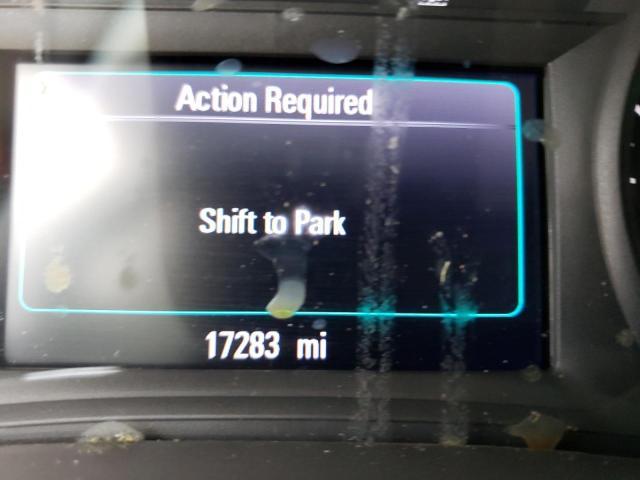 Action Required
Shift to Park
17283 mi